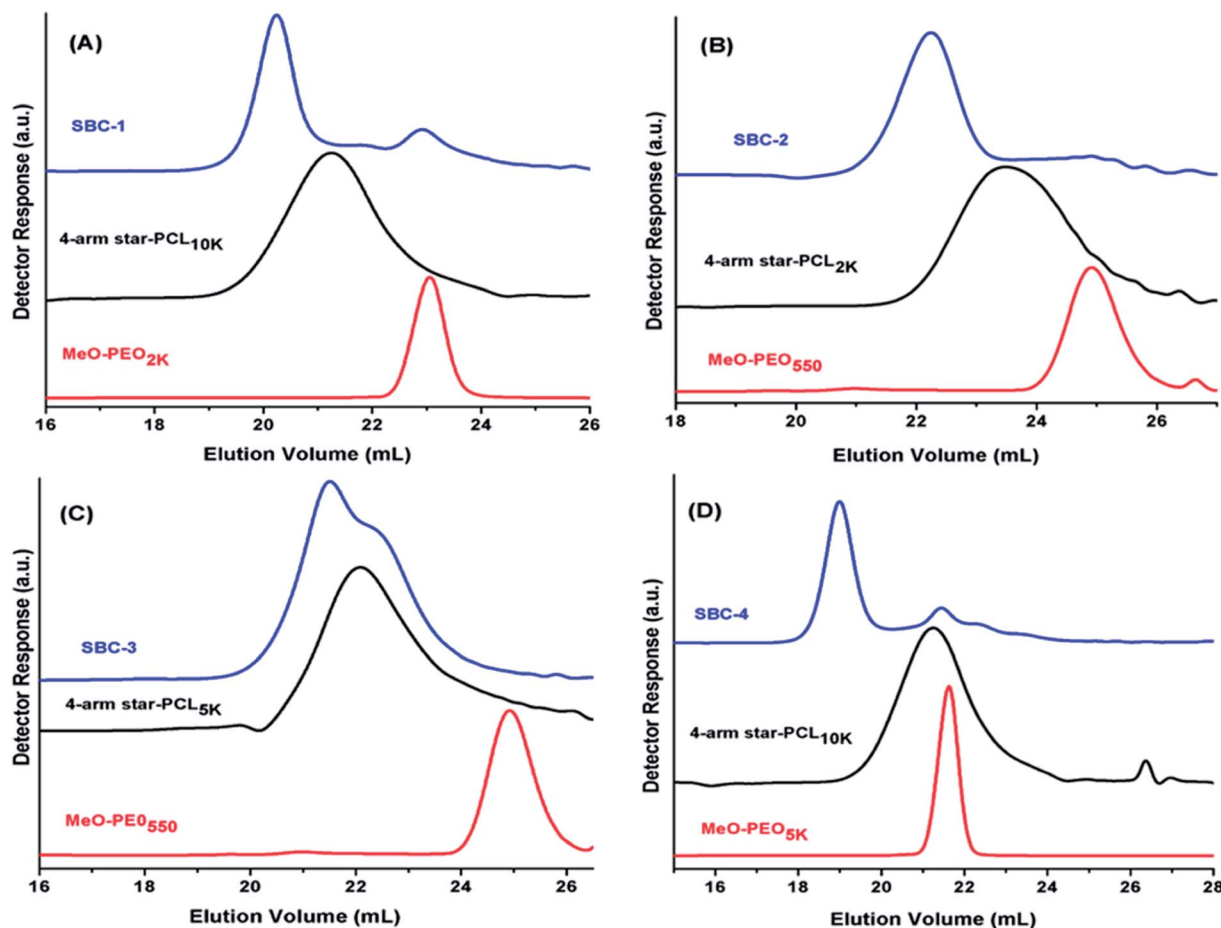 (A)
SBC-1
4-arm star-PCL10K
MeO-PEO2K
Detector Response (a.u.)
16 18 20 22 24 26
Elution Volume (mL)
(B)
SBC-2
4-arm star-PCL2K
MeO-PEO550
Detector Response (a.u.)
18 20 22 24 26
Elution Volume (mL)
(C)
SBC-3
4-arm star-PCL5K
MeO-PE0550
Detector Response (a.u.)
16 18 20 22 24 26
Elution Volume (mL)
(D)
SBC-4
4-arm star-PCL10K
MeO-PEO5K
Detector Response (a.u.)
16 18 20 22 24 26 28
Elution Volume (mL)